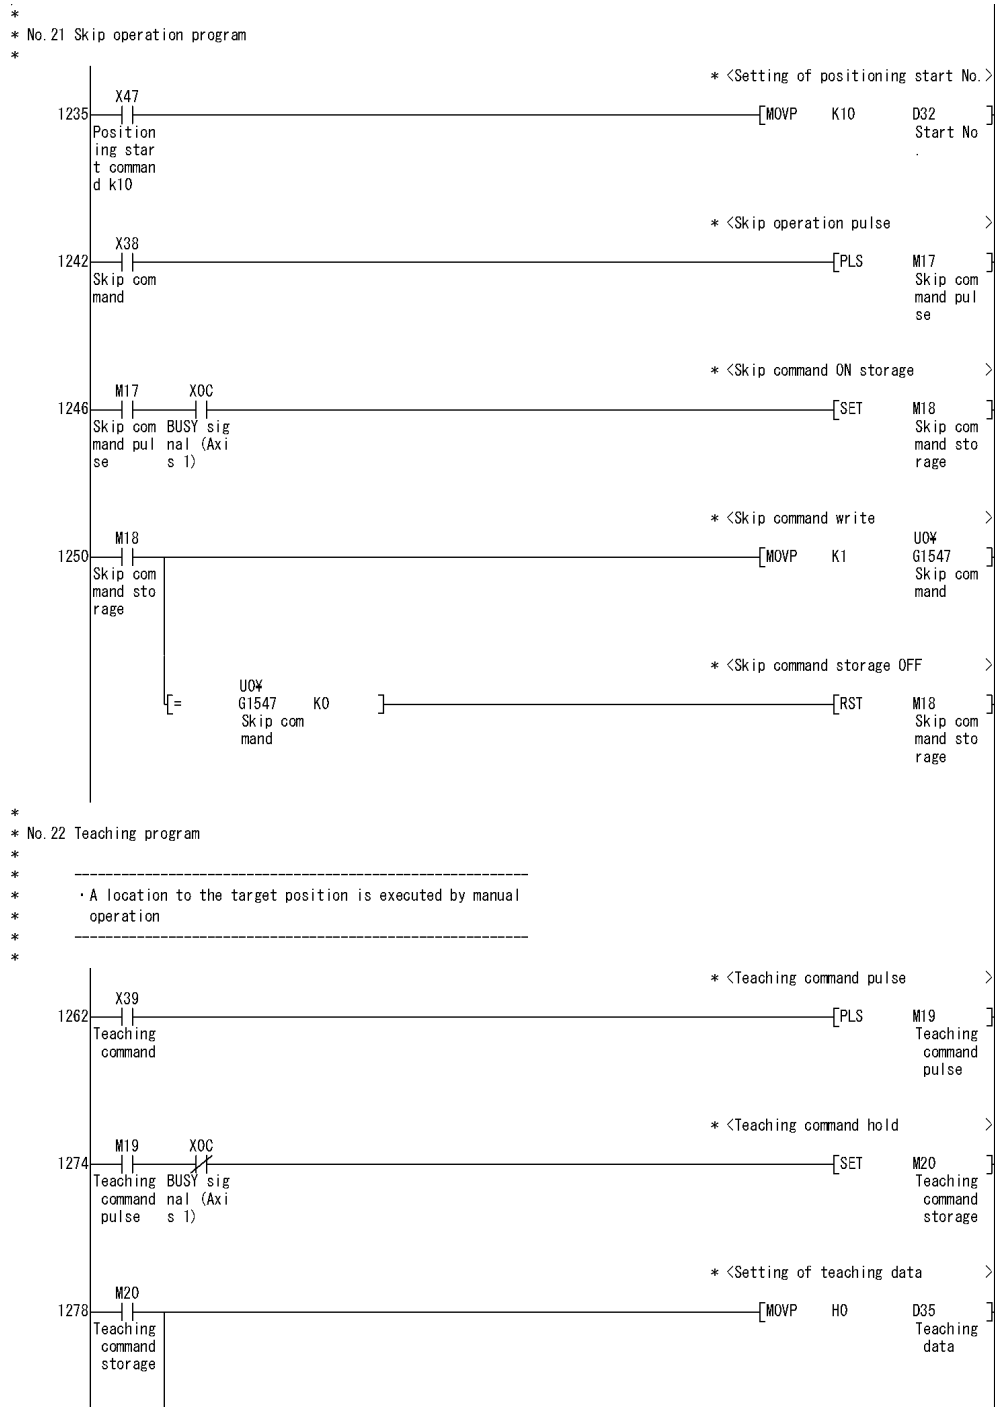 *
* No.21 Skip operation program
*
* <Setting of positioning start No.>
X47
1235 [MOVP K10 D32 ]
Position
ing star
t comman
d k10
Start No
.
* <Skip operation pulse >
X38
1242 [PLS M17 ]
Skip com
mand
Skip com
mand pul
se
* <Skip command ON storage >
M17 X0C
1246 [SET M18 ]
Skip com BUSY sig
mand pul nal (Axi
se s 1)
Skip com
mand sto
rage
* <Skip command write >
M18 U0¥
1250 [MOVP K1 G1547 ]
Skip com
mand sto
rage
Skip com
mand
* <Skip command storage OFF >
U0¥
[= G1547 K0 ] [RST M18 ]
Skip com
mand
Skip com
mand sto
rage
*
* No.22 Teaching program
*
* ----------------------------------------------------------
* ・A location to the target position is executed by manual
* operation
* ----------------------------------------------------------
*
* <Teaching command pulse >
X39
1262 [PLS M19 ]
Teaching
command
Teaching
command
pulse
* <Teaching command hold >
M19 X0C
1274 [SET M20 ]
Teaching BUSY sig
command nal (Axi
pulse s 1)
Teaching
command
storage
* <Setting of teaching data >
M20
1278 [MOVP H0 D35 ]
Teaching
command
storage
Teaching
data